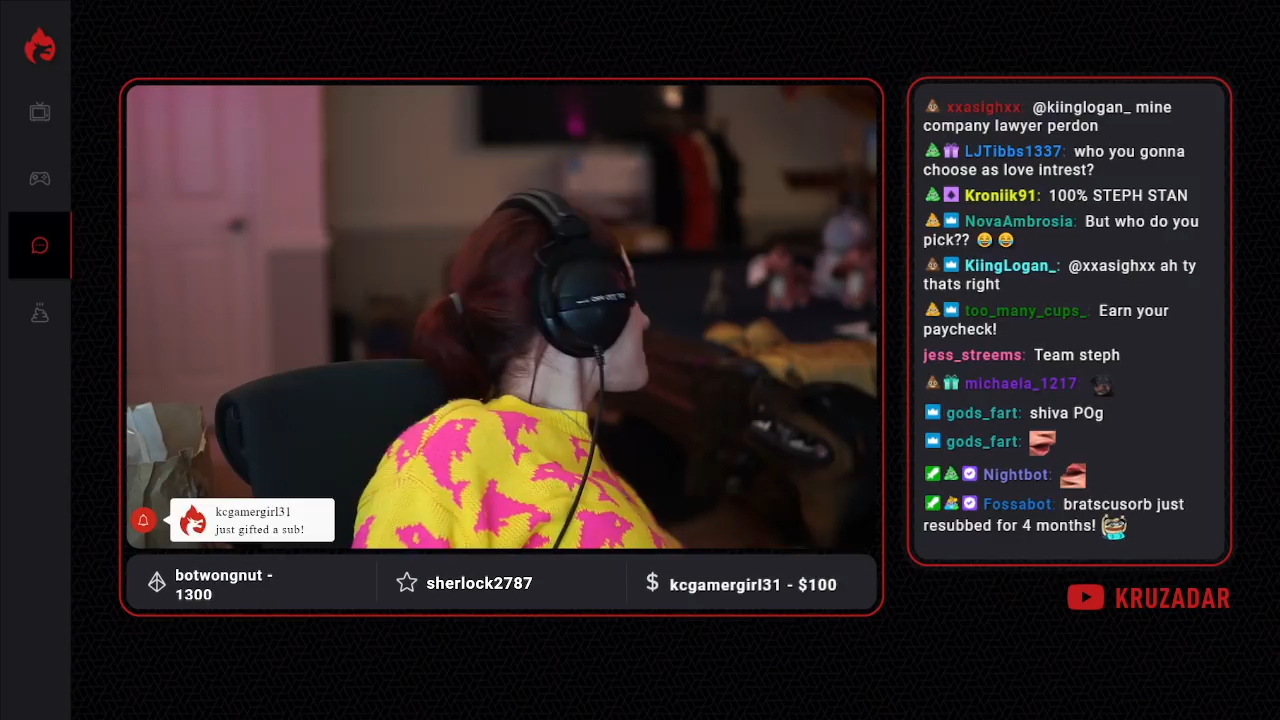 xxasighxx: @kiinglogan_ mine
company lawyer perdon
LJTibbs1337: who you gonna
choose as love intrest?
Kroniik91: 100% STEPH STAN
NovaAmbrosia: But who do you
pick?? 😂 😂
KiingLogan_: @xxasighxx ah ty
thats right
too_many_cups_: Earn your
paycheck!
jess_streems: Team steph
michaela_1217
gods_fart: shiva POg
gods_fart:
Nightbot:
Fossabot: bratscusorb just
resubbed for 4 months!
kcgamergirl31
just gifted a sub!
botwongnut -
1300
sherlock2787
$ kcgamergirl31 - $100
KRUZADAR